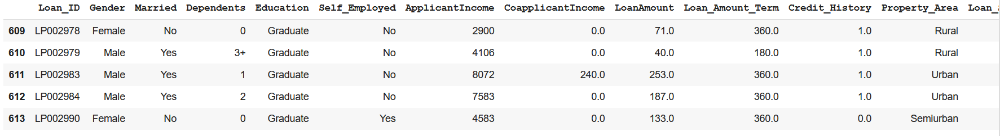 Loan_ID Gender Married Dependents Education Self_Employed ApplicantIncome CoapplicantIncome LoanAmount Loan_Amount_Term Credit_History Property_Area Loan_
609 LP002978 Female No 0 Graduate No 2900 0.0 71.0 360.0 1.0 Rural
610 LP002979 Male Yes 3+ Graduate No 4106 0.0 40.0 180.0 1.0 Rural
611 LP002983 Male Yes 1 Graduate No 8072 240.0 253.0 360.0 1.0 Urban
612 LP002984 Male Yes 2 Graduate No 7583 0.0 187.0 360.0 1.0 Urban
613 LP002990 Female No 0 Graduate Yes 4583 0.0 133.0 360.0 0.0 Semiurban